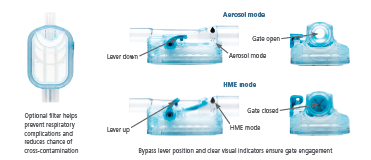 Aerosol mode
Gate open
Lever down
Aerosol mode
HME mode
Gate closed
Lever up
HME mode
Optional filter helps
prevent respiratory
complications and
reduces chance of
cross-contamination
Bypass lever position and clear visual indicators ensure gate engagement